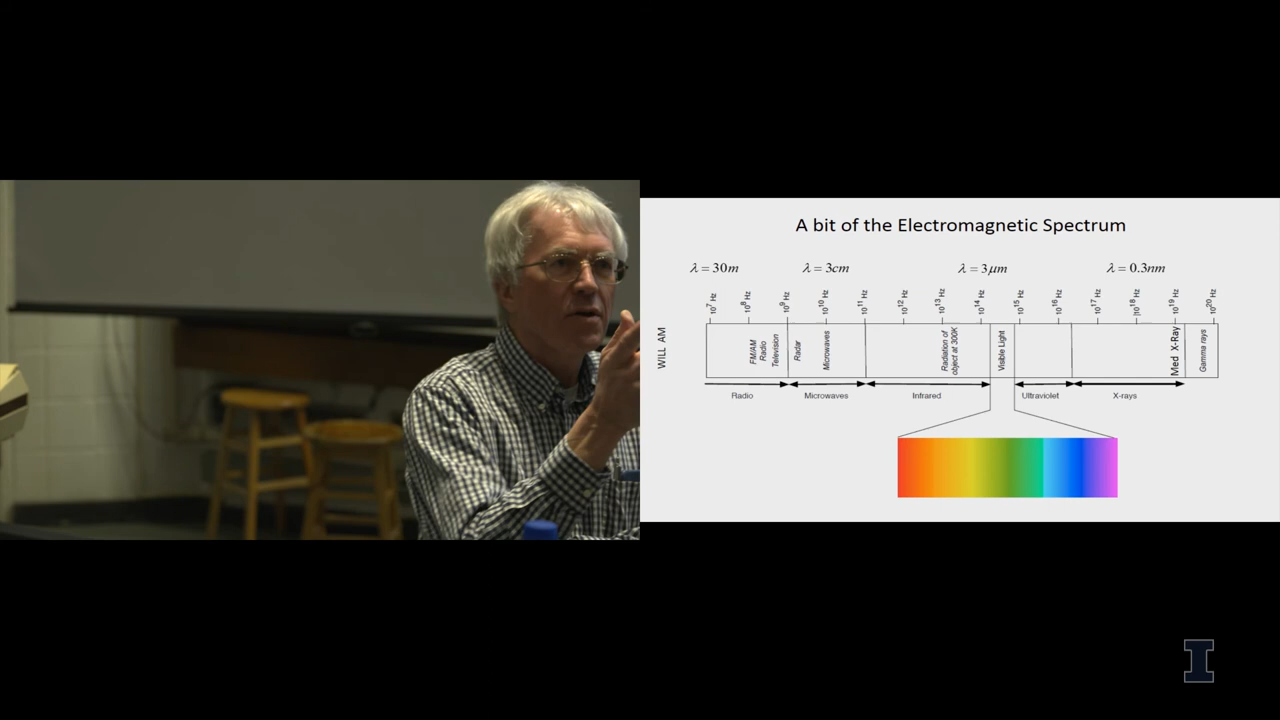 A bit of the Electromagnetic Spectrum
λ = 30m
λ = 3cm
λ = 3μm
λ = 0.3nm
10⁷ Hz
10⁸ Hz
10⁹ Hz
10¹⁰ Hz
10¹¹ Hz
10¹² Hz
10¹³ Hz
10¹⁴ Hz
10¹⁵ Hz
10¹⁶ Hz
10¹⁷ Hz
10¹⁸ Hz
10¹⁹ Hz
10²⁰ Hz
WILL AM
FM/AM
Radio
Television
Radar
Microwaves
Radiation of
object at 300K
Visible Light
Med X-Ray
Gamma rays
Radio
Microwaves
Infrared
Ultraviolet
X-rays
I